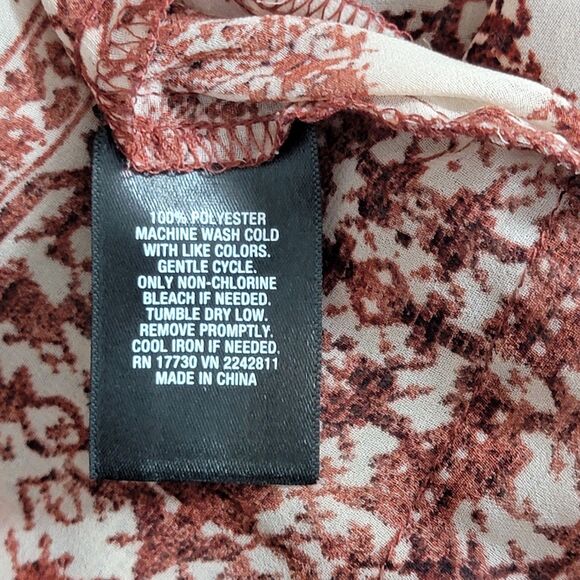 100% POLYESTER
MACHINE WASH COLD
WITH LIKE COLORS.
GENTLE CYCLE.
ONLY NON-CHLORINE
BLEACH IF NEEDED.
TUMBLE DRY LOW.
REMOVE PROMPTLY.
COOL IRON IF NEEDED.
RN 17730 VN 2242811
MADE IN CHINA